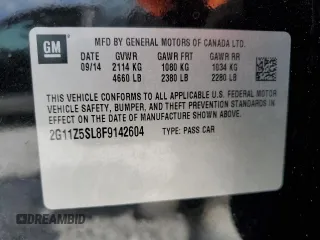 GM
MFD BY GENERAL MOTORS OF CANADA LTD.
DATE GVWR GAWR FRT GAWR RR
09/14 2114 KG 1080 KG 1034 KG
4660 LB 2380 LB 2280 LB
THIS VEHICLE CONFORMS TO ALL APPLICABLE U.S. FEDERAL MOTOR
VEHICLE SAFETY, BUMPER, AND THEFT PREVENTION STANDARDS IN
EFFECT ON THE DATE OF MANUFACTURE SHOWN ABOVE.
2G11Z5SL8F9142604 TYPE: PASS CAR
DREAMBID